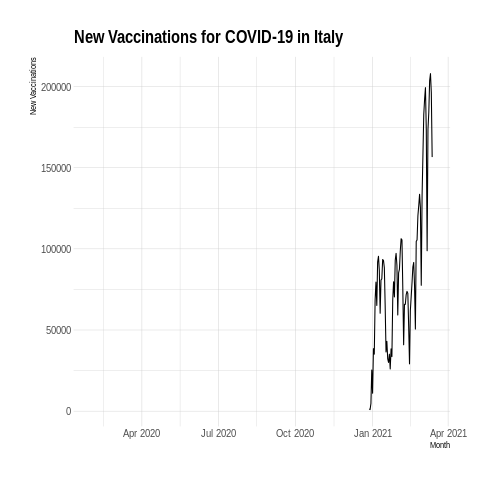 New Vaccinations for COVID-19 in Italy
New Vaccinations
200000
150000
100000
50000
0
Apr 2020 Jul 2020 Oct 2020 Jan 2021 Apr 2021
Month